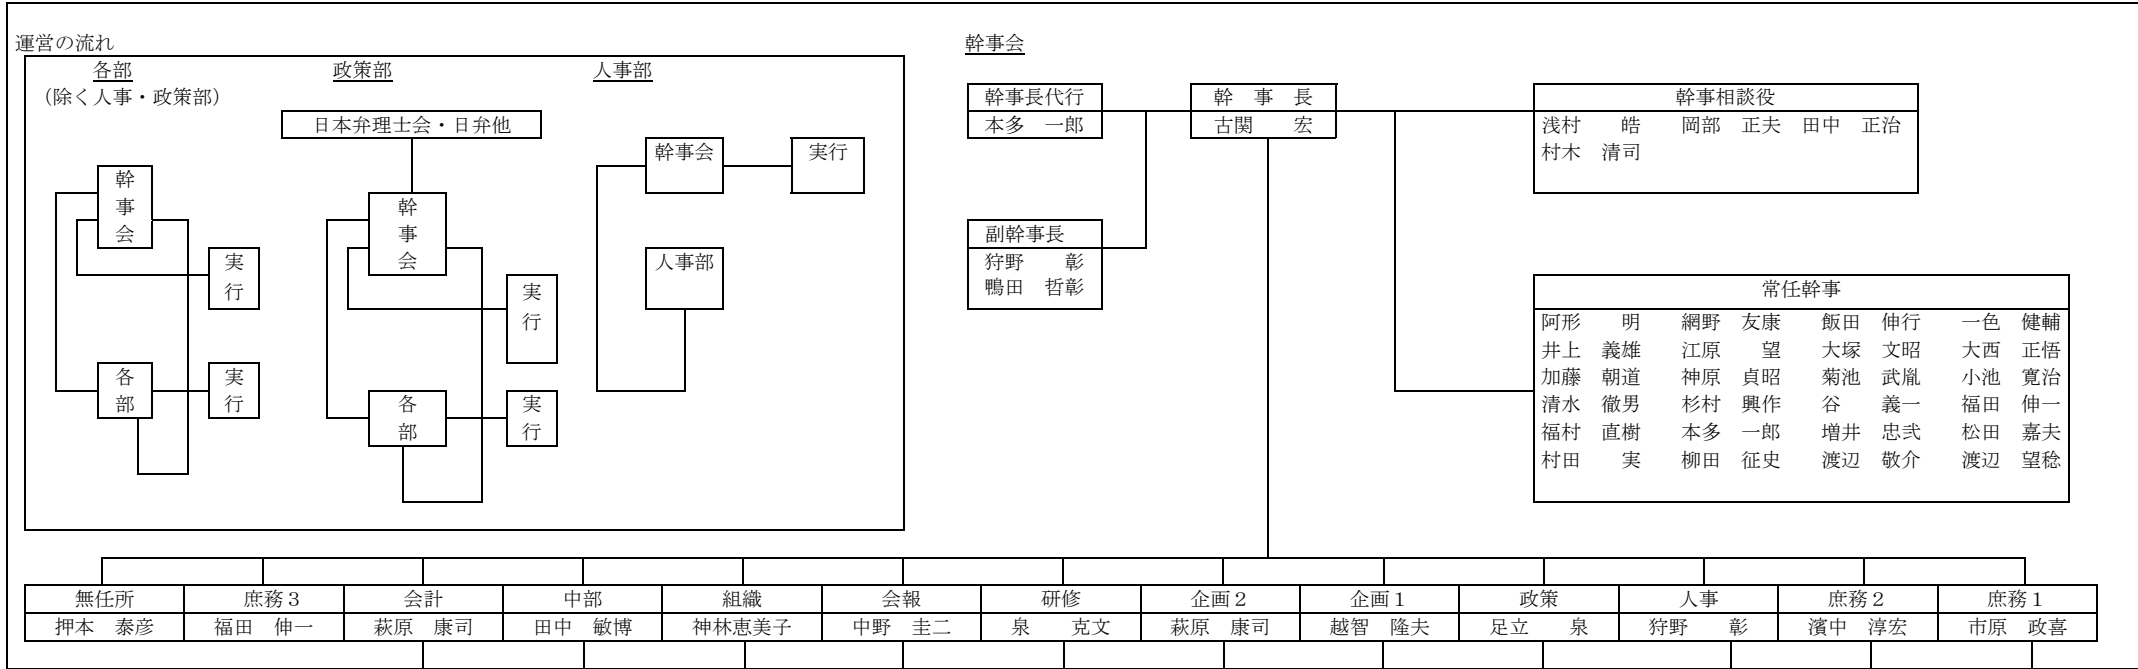 運営の流れ
各部
（除く人事・政策部）
幹事会
実行
各部
実行
政策部
日本弁理士会・日弁他
幹事会
実行
各部
実行
人事部
幹事会
実行
人事部
幹事会
幹事長代行
本多 一郎
幹 事 長
古関 宏
副幹事長
狩野 彰
鴨田 哲彰
幹事相談役
浅村 皓 岡部 正夫 田中 正治
村木 清司
常任幹事
阿形 明 網野 友康 飯田 伸行 一色 健輔
井上 義雄 江原 望 大塚 文昭 大西 正悟
加藤 朝道 神原 貞昭 菊池 武胤 小池 寛治
清水 徹男 杉村 興作 谷 義一 福田 伸一
福村 直樹 本多 一郎 増井 忠弐 松田 嘉夫
村田 実 柳田 征史 渡辺 敬介 渡辺 望稔
無任所 庶務３ 会計 中部 組織 会報 研修 企画２ 企画１ 政策 人事 庶務２ 庶務１
押本 泰彦 福田 伸一 萩原 康司 田中 敏博 神林恵美子 中野 圭二 泉 克文 萩原 康司 越智 隆夫 足立 泉 狩野 彰 濱中 淳宏 市原 政喜